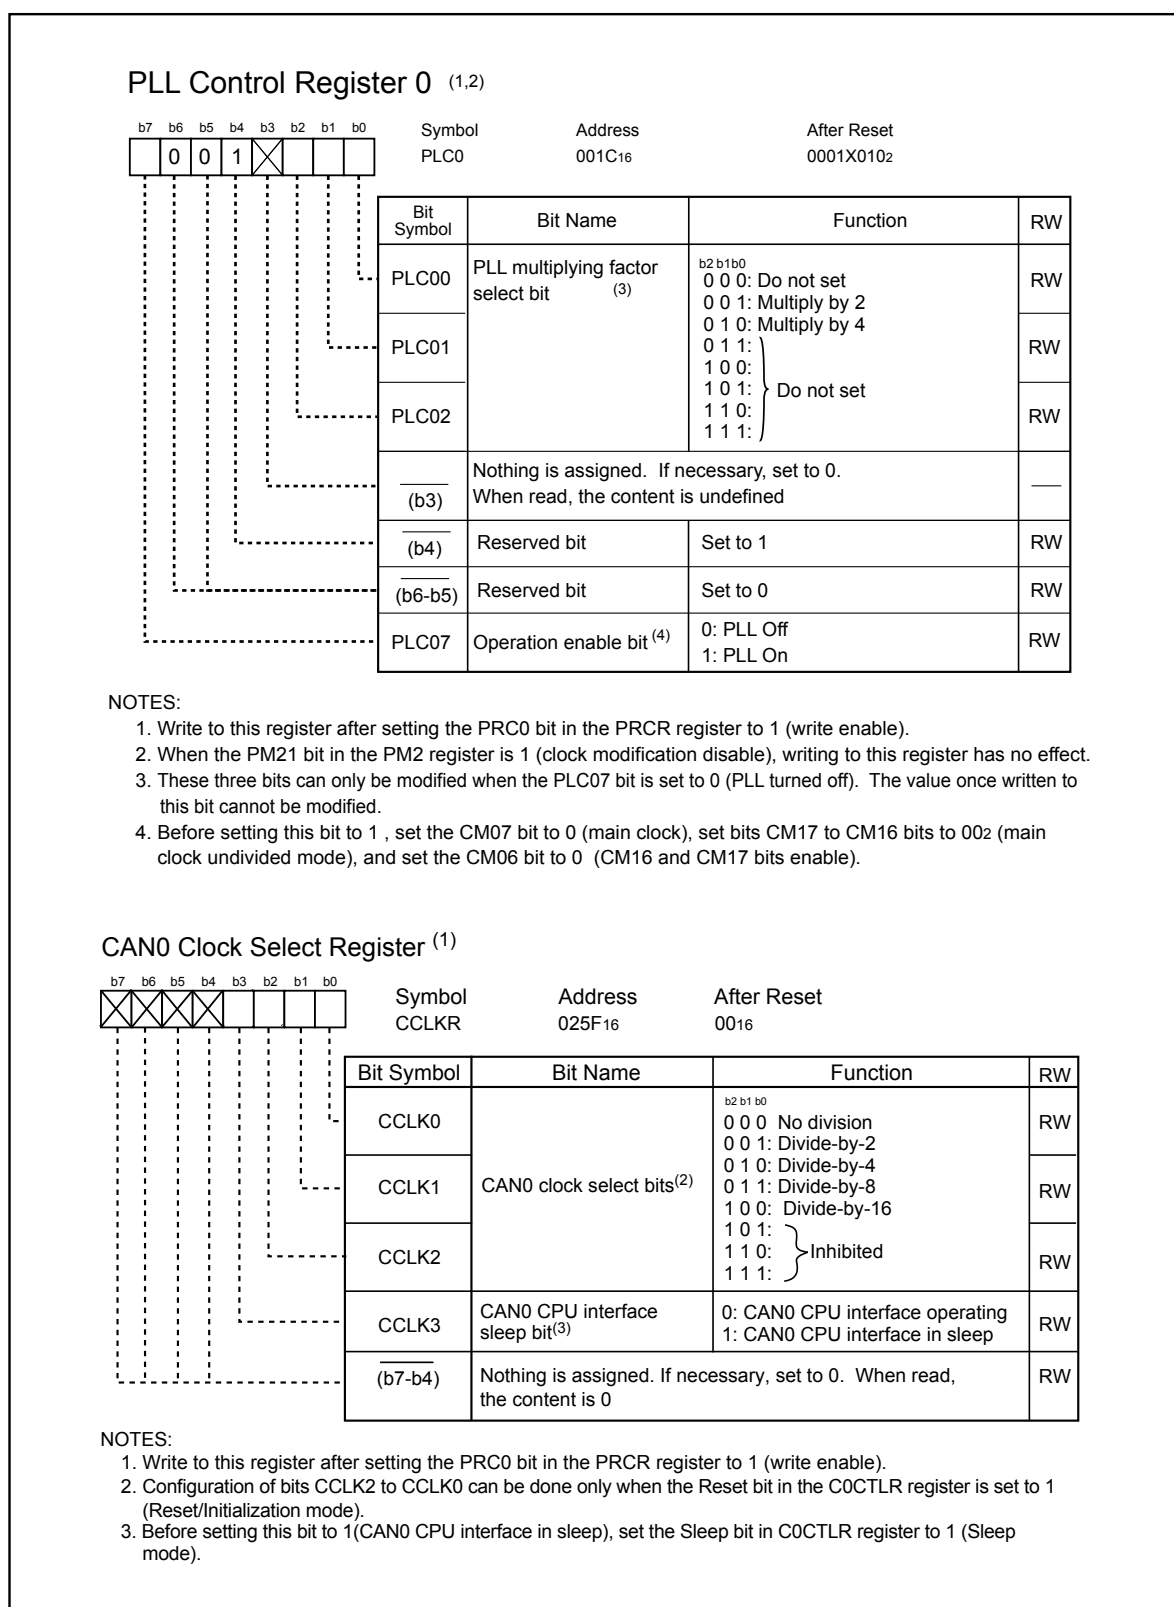 PLL Control Register 0 (1,2)
b7 b6 b5 b4 b3 b2 b1 b0
0 0 1
Symbol Address After Reset
PLC0 001C16 0001X0102
Bit Symbol Bit Name Function RW
PLC00 PLL multiplying factor select bit (3) RW
b2 b1b0
0 0 0: Do not set
0 0 1: Multiply by 2
0 1 0: Multiply by 4
PLC01 0 1 1: RW
1 0 0:
1 0 1: Do not set
PLC02 1 1 0: RW
1 1 1:
(b3) Nothing is assigned. If necessary, set to 0.
When read, the content is undefined
(b4) Reserved bit Set to 1 RW
(b6-b5) Reserved bit Set to 0 RW
PLC07 Operation enable bit (4) 0: PLL Off RW
1: PLL On
NOTES:
1. Write to this register after setting the PRC0 bit in the PRCR register to 1 (write enable).
2. When the PM21 bit in the PM2 register is 1 (clock modification disable), writing to this register has no effect.
3. These three bits can only be modified when the PLC07 bit is set to 0 (PLL turned off). The value once written to
this bit cannot be modified.
4. Before setting this bit to 1 , set the CM07 bit to 0 (main clock), set bits CM17 to CM16 bits to 002 (main
clock undivided mode), and set the CM06 bit to 0 (CM16 and CM17 bits enable).
CAN0 Clock Select Register (1)
b7 b6 b5 b4 b3 b2 b1 b0
Symbol Address After Reset
CCLKR 025F16 0016
Bit Symbol Bit Name Function RW
b2 b1 b0
CCLK0 0 0 0 No division RW
0 0 1: Divide-by-2
0 1 0: Divide-by-4
CCLK1 CAN0 clock select bits(2) 0 1 1: Divide-by-8 RW
1 0 0: Divide-by-16
1 0 1:
CCLK2 1 1 0: Inhibited RW
1 1 1:
CCLK3 CAN0 CPU interface sleep bit(3) 0: CAN0 CPU interface operating RW
1: CAN0 CPU interface in sleep
(b7-b4) Nothing is assigned. If necessary, set to 0. When read, RW
the content is 0
NOTES:
1. Write to this register after setting the PRC0 bit in the PRCR register to 1 (write enable).
2. Configuration of bits CCLK2 to CCLK0 can be done only when the Reset bit in the C0CTLR register is set to 1
(Reset/Initialization mode).
3. Before setting this bit to 1(CAN0 CPU interface in sleep), set the Sleep bit in C0CTLR register to 1 (Sleep
mode).